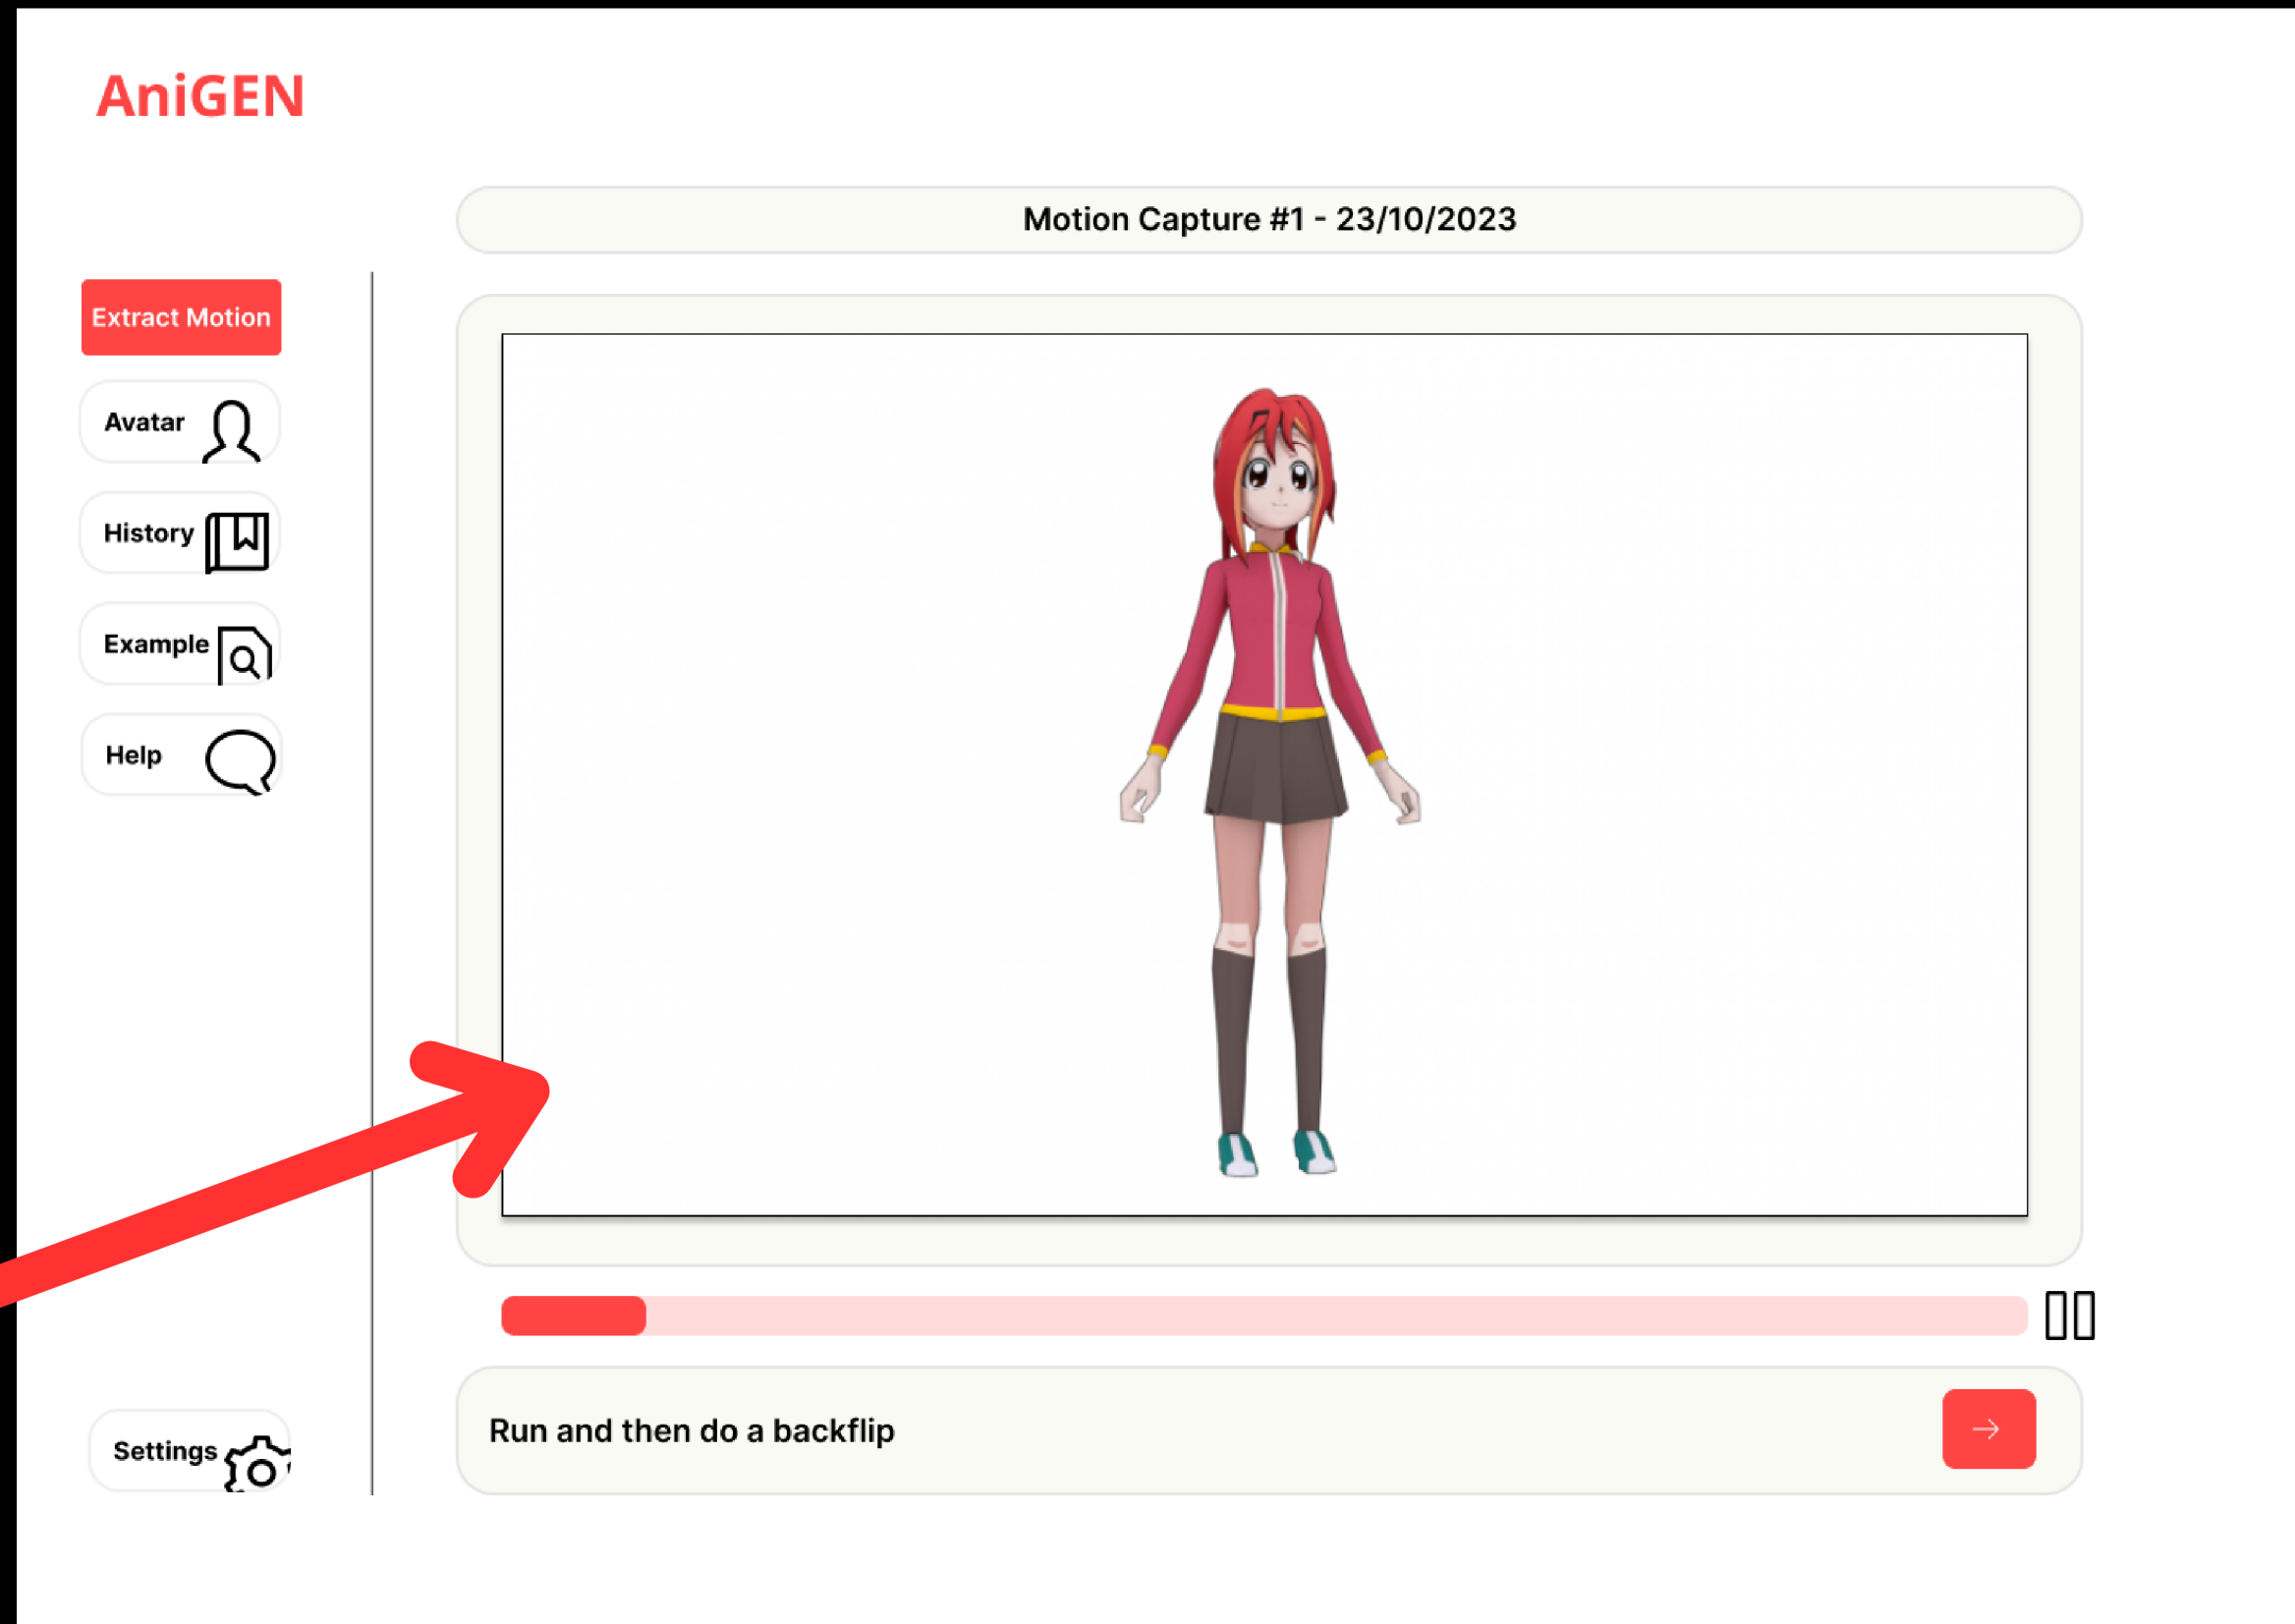 AniGEN
Motion Capture #1 - 23/10/2023
Extract Motion
Avatar
History
Example
Help
Settings
Run and then do a backflip